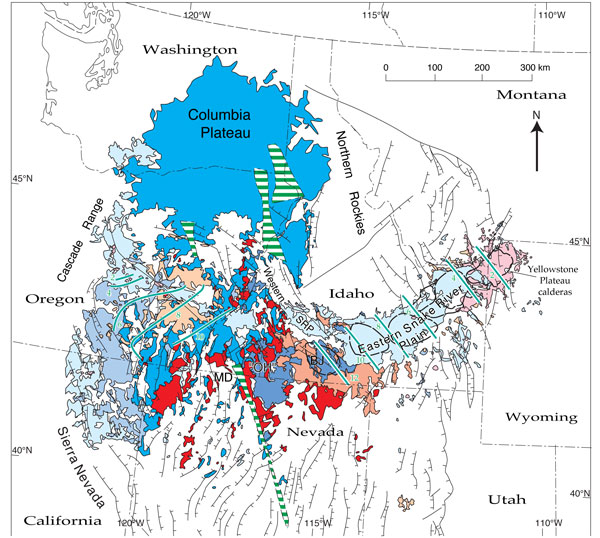 120°W
115°W
110°W
Washington
0
100
200
300 km
Montana
N
Columbia
Plateau
Northern
Rockies
45°N
45°N
Cascade Range
Yellowstone
Plateau
calderas
Oregon
Idaho
Western
SRP
Eastern Snake River
Plain
MD
Nevada
Wyoming
40°N
40°N
Sierra Nevada
Utah
California
120°W
115°W
110°W